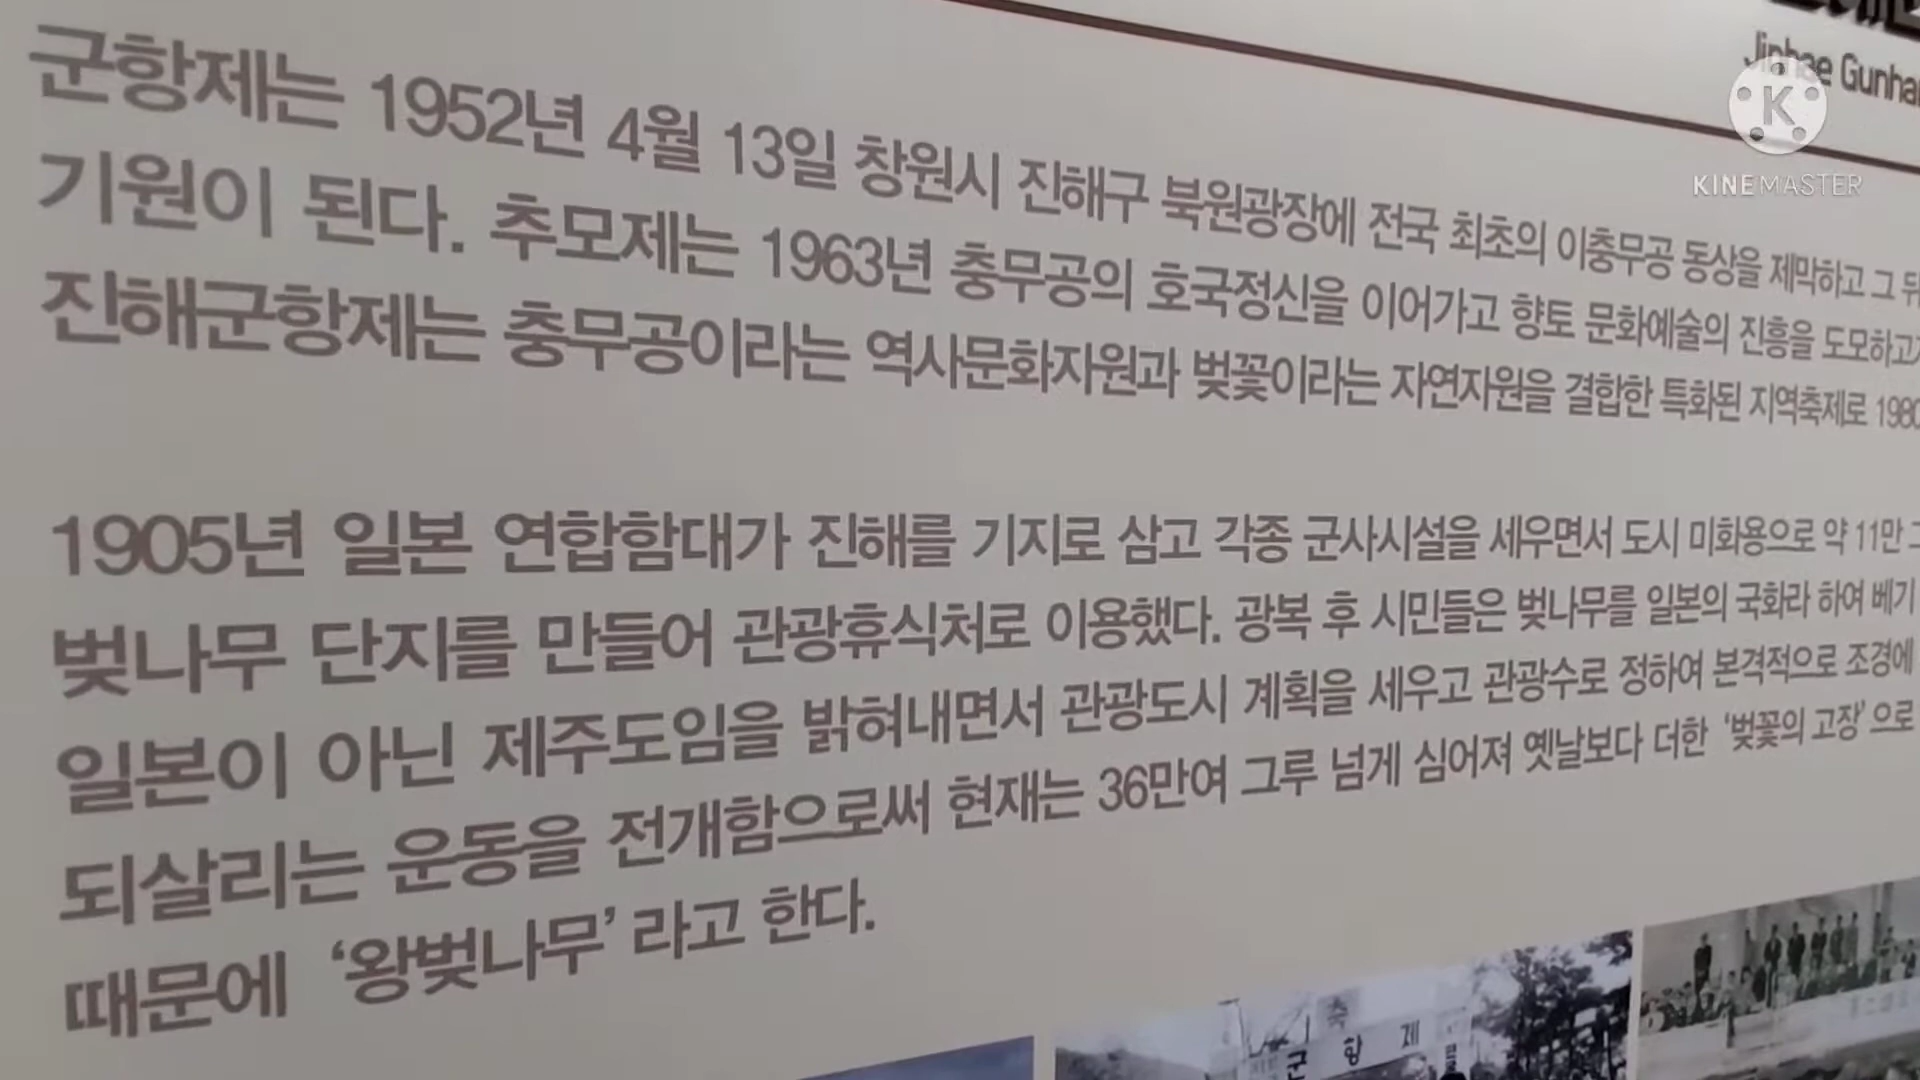 Jinhae Gunha
KINEMASTER
군항제는 1952년 4월 13일 창원시 진해구 북원광장에 전국 최초의 이충무공 동상을 제막하고 그 뒤
기원이 된다. 추모제는 1963년 충무공의 호국정신을 이어가고 향토 문화예술의 진흥을 도모하고
진해군항제는 충무공이라는 역사문화자원과 벚꽃이라는 자연자원을 결합한 특화된 지역축제로 1980
1905년 일본 연합함대가 진해를 기지로 삼고 각종 군사시설을 세우면서 도시 미화용으로 약 11만 그
벚나무 단지를 만들어 관광휴식처로 이용했다. 광복 후 시민들은 벚나무를 일본의 국화라 하여 베기
일본이 아닌 제주도임을 밝혀내면서 관광도시 계획을 세우고 관광수로 정하여 본격적으로 조경에
되살리는 운동을 전개함으로써 현재는 36만여 그루 넘게 심어져 옛날보다 더한 '벚꽃의 고장'으로
때문에 '왕벚나무'라고 한다.
축
군항제